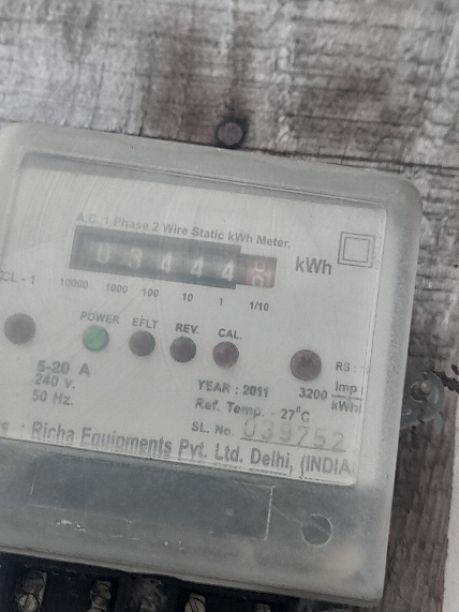 A.C. 1 Phase 2 Wire Static kWh Meter.
03444
kWh
CL - 1
10000 1000 100 10 1 1/10
POWER EFLT REV. CAL.
5-20 A
240 V.
50 Hz.
RS :
3200 Imp
kWh
YEAR : 2011
Ref. Temp. - 27°C
SL. No. 039752
: Richa Equipments Pvt. Ltd. Delhi, (INDIA